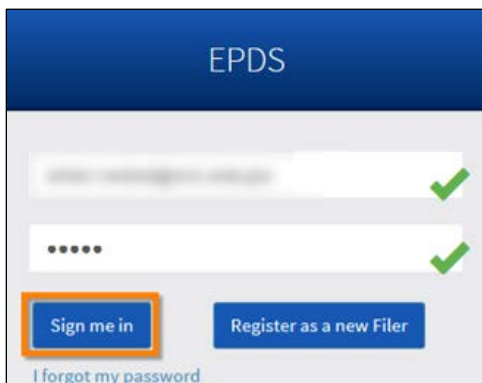 EPDS
•••••
Sign me in
Register as a new Filer
I forgot my password